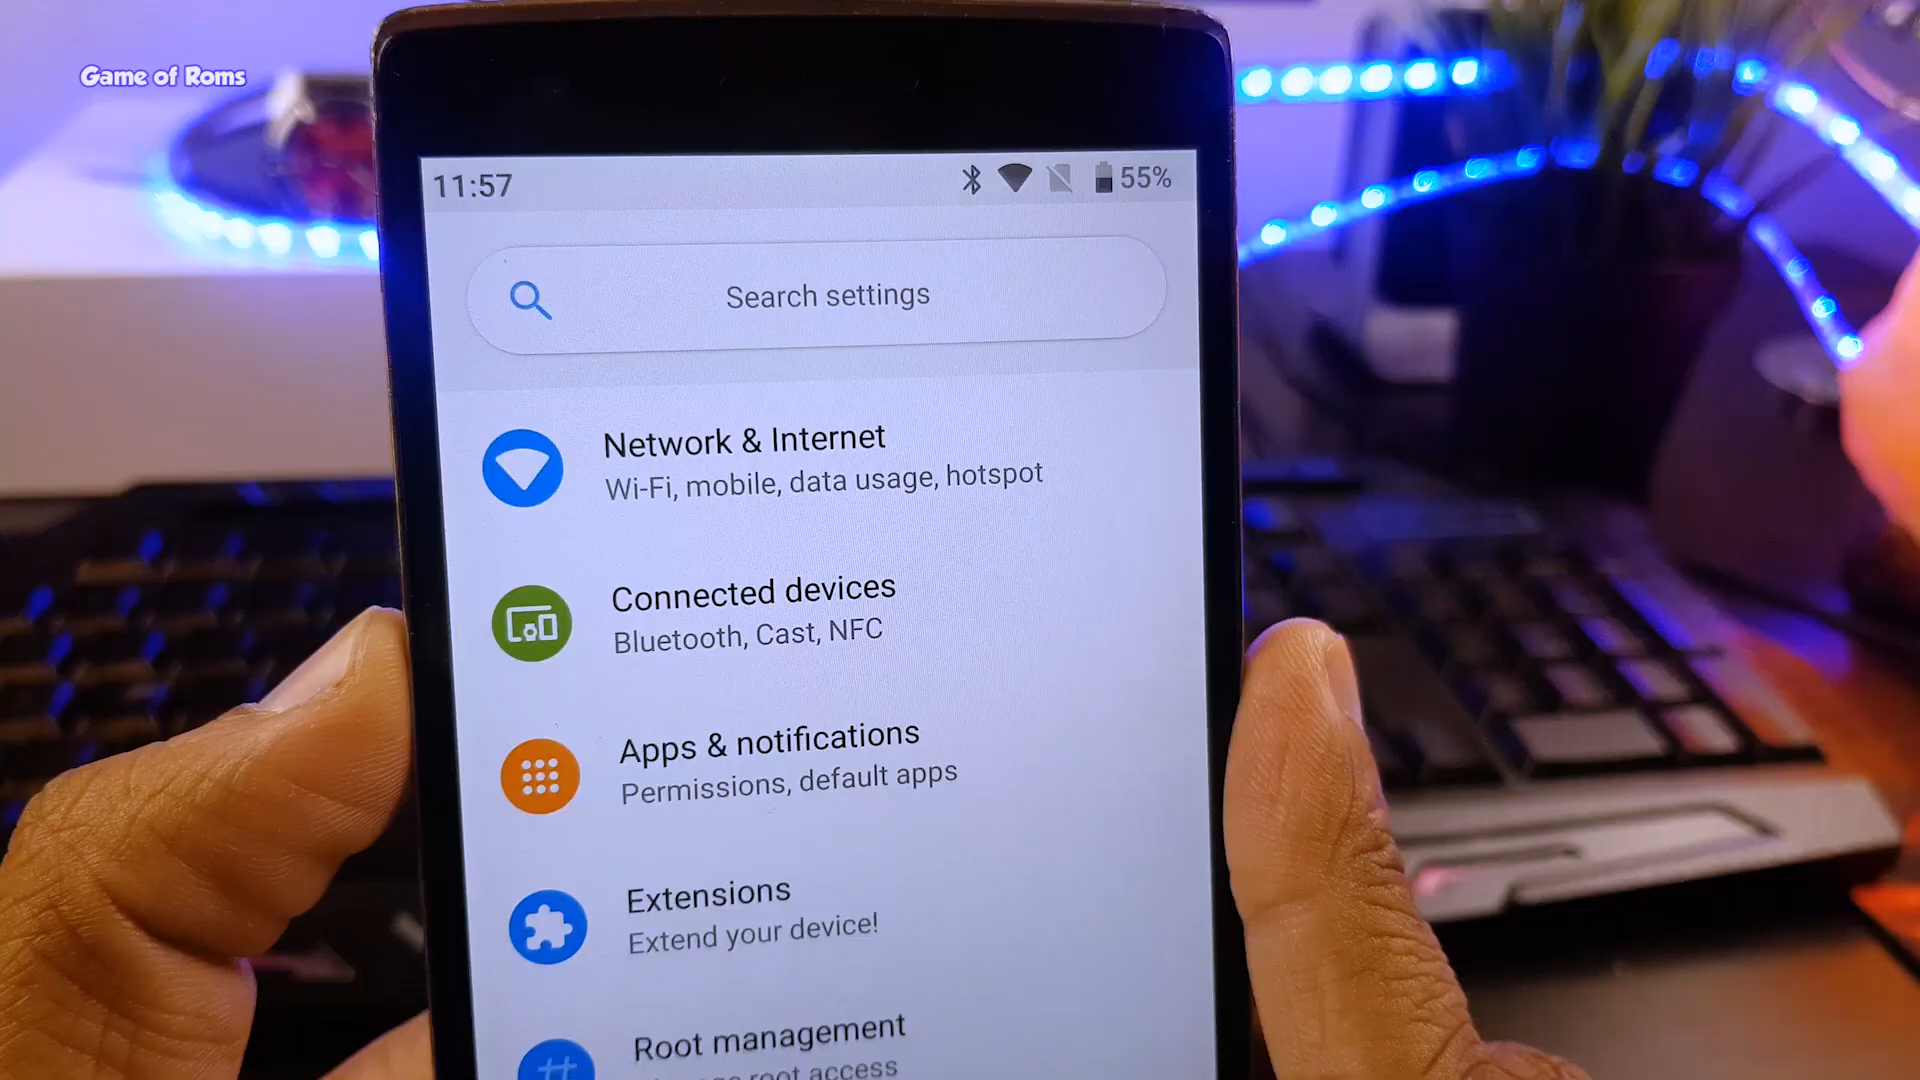 Game of Roms
11:57
55%
Search settings
Network & Internet
Wi-Fi, mobile, data usage, hotspot
Connected devices
Bluetooth, Cast, NFC
Apps & notifications
Permissions, default apps
Extensions
Extend your device!
Root management
root access